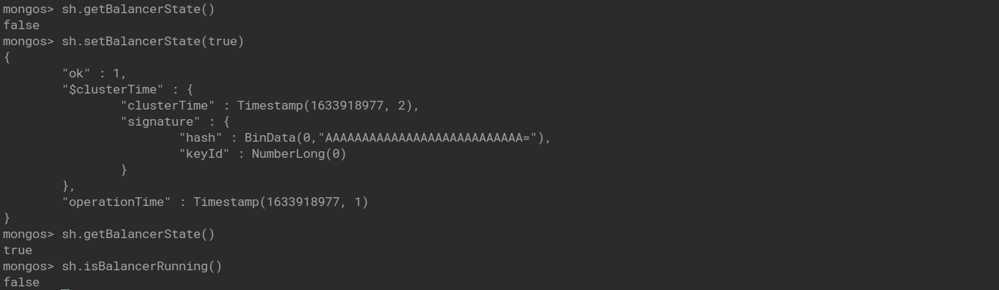 mongos> sh.getBalancerState()
false
mongos> sh.setBalancerState(true)
{
        "ok" : 1,
        "$clusterTime" : {
                "clusterTime" : Timestamp(1633918977, 2),
                "signature" : {
                        "hash" : BinData(0,"AAAAAAAAAAAAAAAAAAAAAAAAAAA="),
                        "keyId" : NumberLong(0)
                }
        },
        "operationTime" : Timestamp(1633918977, 1)
}
mongos> sh.getBalancerState()
true
mongos> sh.isBalancerRunning()
false